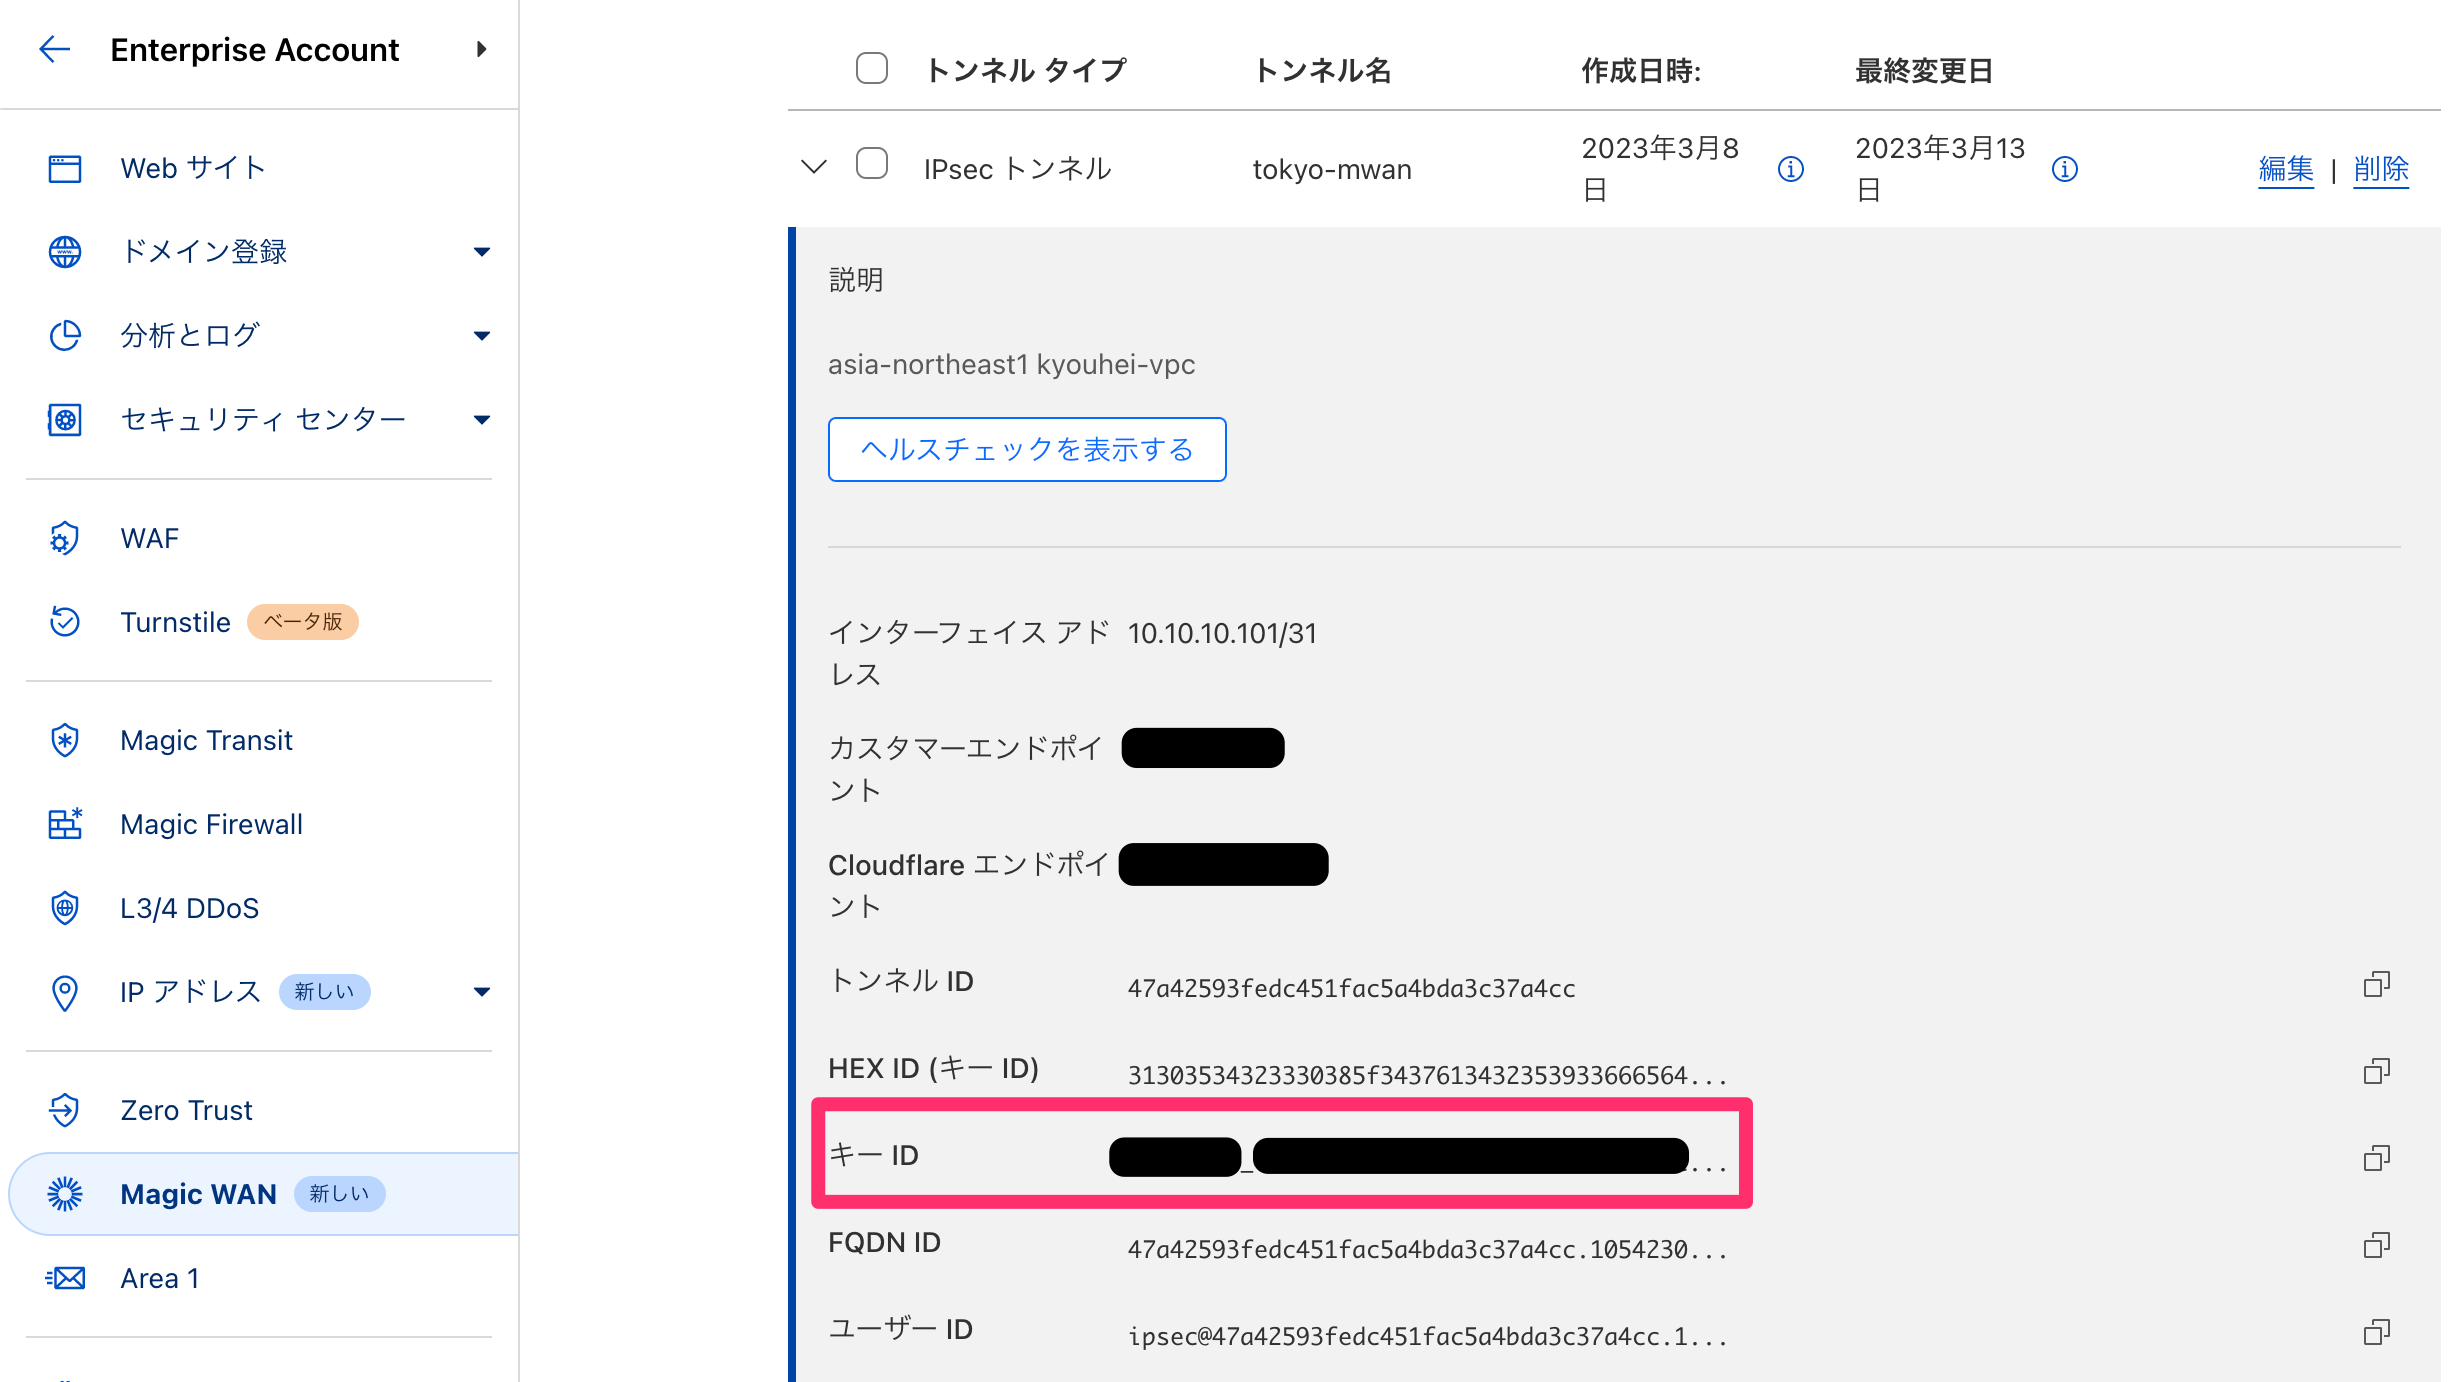 Enterprise Account
Web サイト
ドメイン登録
分析とログ
セキュリティ センター
WAF
Turnstile ベータ版
Magic Transit
Magic Firewall
L3/4 DDoS
IP アドレス 新しい
Zero Trust
Magic WAN 新しい
Area 1
トンネル タイプ トンネル名 作成日時: 最終変更日
IPsec トンネル tokyo-mwan 2023年3月8日 2023年3月13日 編集 | 削除
説明
asia-northeast1 kyouhei-vpc
ヘルスチェックを表示する
インターフェイス アド 10.10.10.101/31
レス
カスタマーエンドポイ
ント
Cloudflare エンドポイ
ント
トンネル ID 47a42593fedc451fac5a4bda3c37a4cc
HEX ID (キー ID) 31303534323330385f3437613432353933666564...
キー ID _ ...
FQDN ID 47a42593fedc451fac5a4bda3c37a4cc.1054230...
ユーザー ID ipsec@47a42593fedc451fac5a4bda3c37a4cc.1...